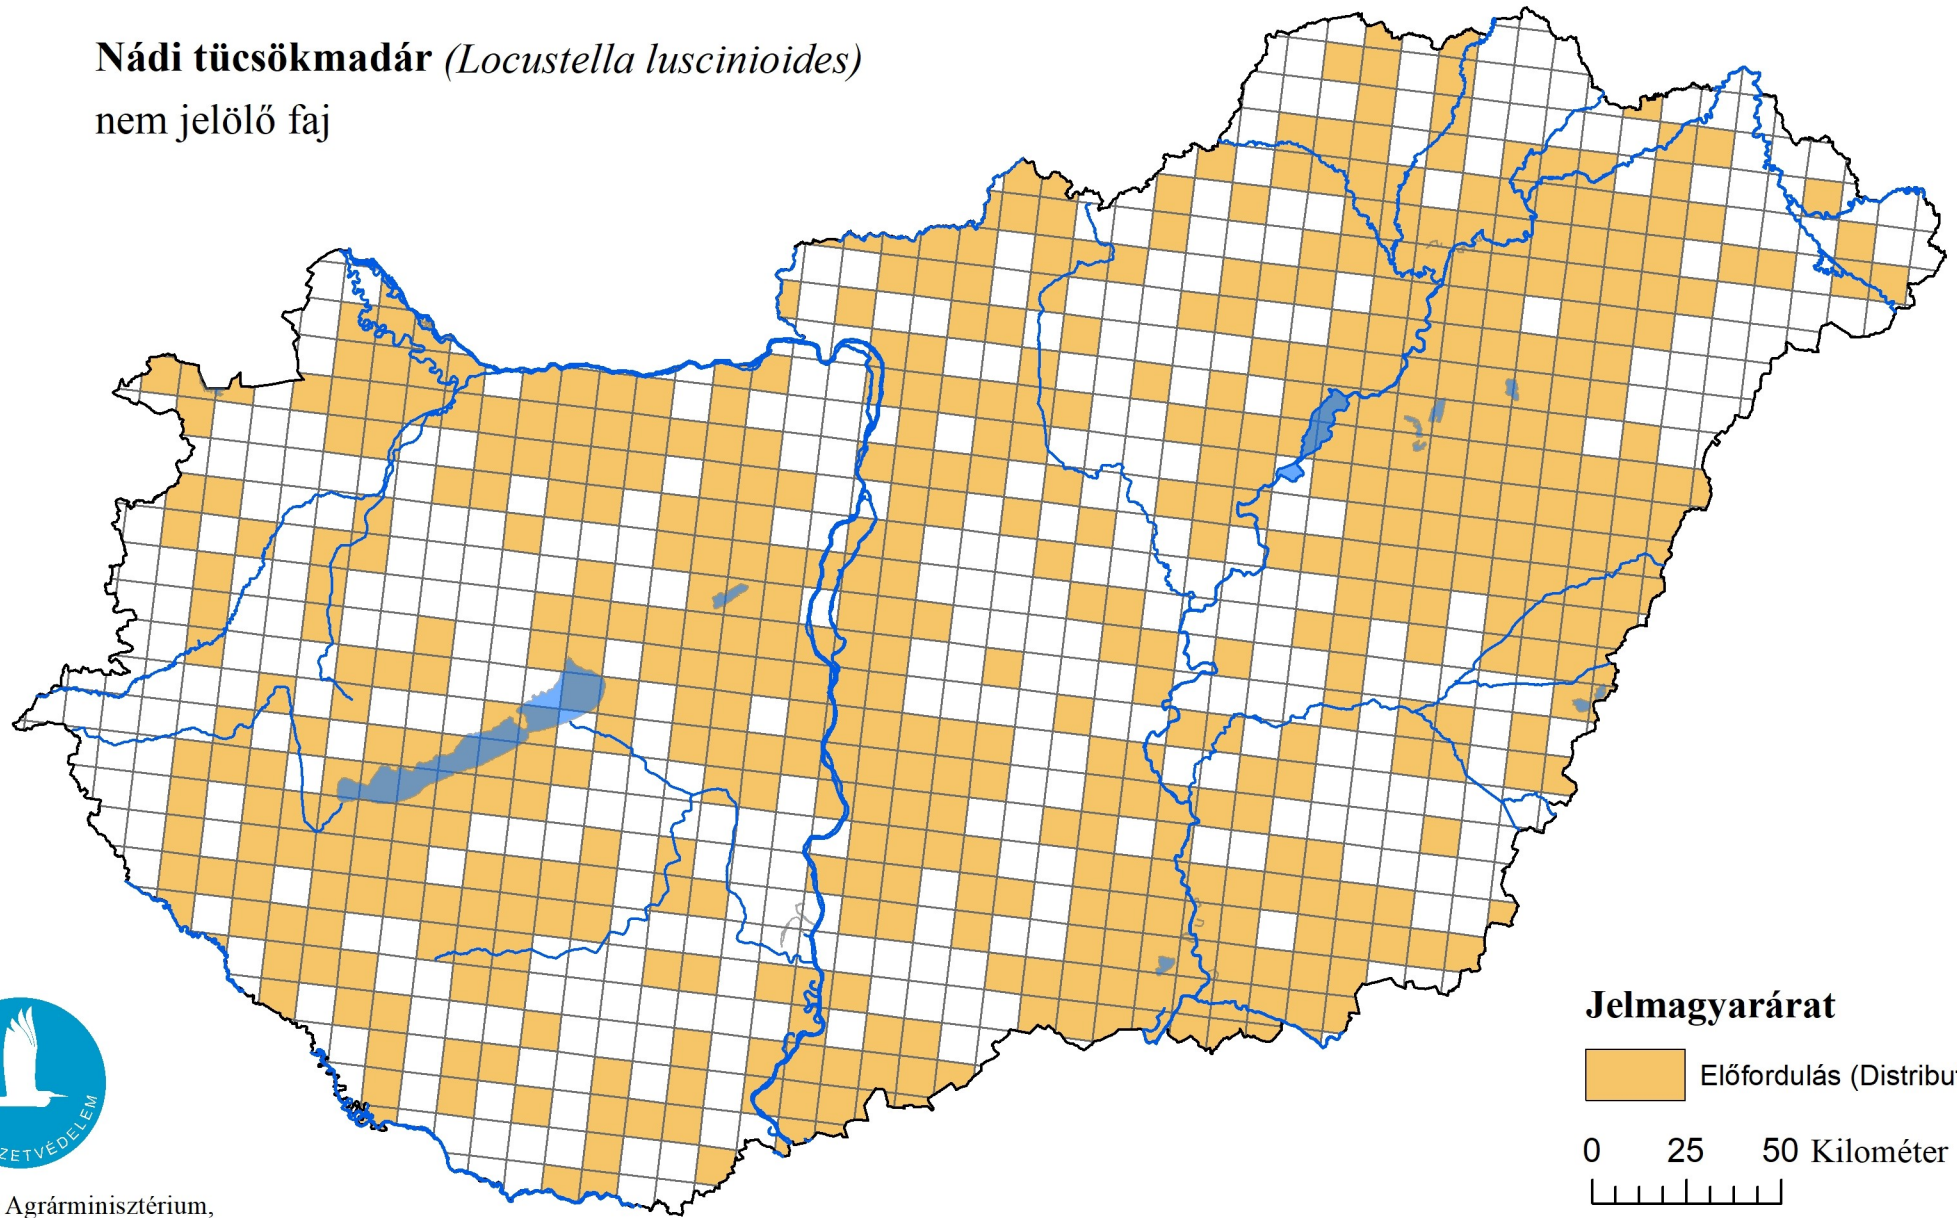 Nádi tücsökmadár (Locustella luscinioides)
nem jelölő faj
Jelmagyarárat
Előfordulás (Distribu
0 25 50 Kilométer
ZETVÉDELEM
Agrárminisztérium,